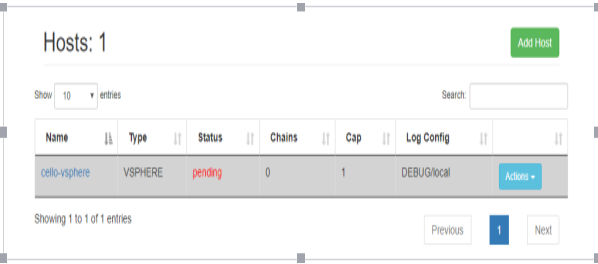 Hosts: 1
Add Host
Show 10 entries
Search:
Name Type Status Chains Cap Log Config
cello-vsphere VSPHERE pending 0 1 DEBUG/local Actions
Showing 1 to 1 of 1 entries
Previous 1 Next